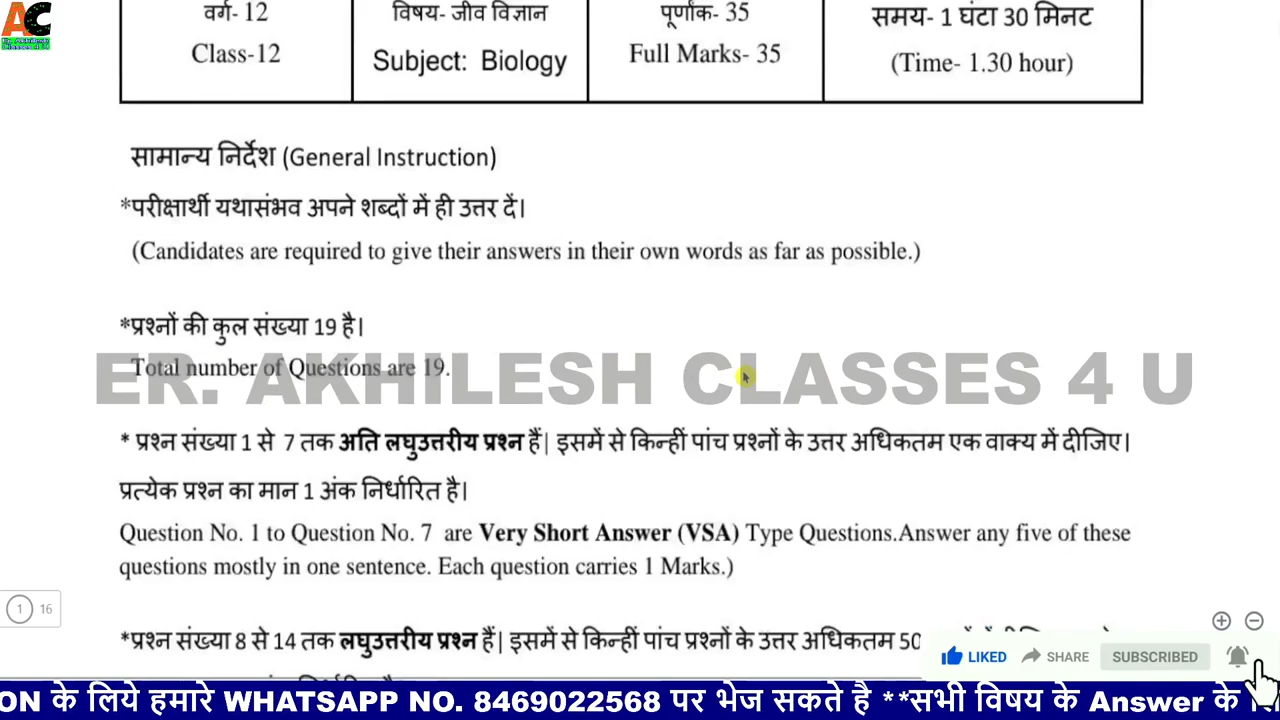 AC
ER. Akhilesh
Classes 4 U
वर्ग- 12
Class-12
विषय- जीव विज्ञान
Subject: Biology
पूर्णांक- 35
Full Marks- 35
समय- 1 घंटा 30 मिनट
(Time- 1.30 hour)
सामान्य निर्देश (General Instruction)
*परीक्षार्थी यथासंभव अपने शब्दों में ही उत्तर दें।
(Candidates are required to give their answers in their own words as far as possible.)
*प्रश्नों की कुल संख्या 19 है।
Total number of Questions are 19.
ER. AKHILESH CLASSES 4 U
* प्रश्न संख्या 1 से 7 तक अति लघुउत्तरीय प्रश्न हैं| इसमें से किन्हीं पांच प्रश्नों के उत्तर अधिकतम एक वाक्य में दीजिए।
प्रत्येक प्रश्न का मान 1 अंक निर्धारित है।
Question No. 1 to Question No. 7 are Very Short Answer (VSA) Type Questions.Answer any five of these
questions mostly in one sentence. Each question carries 1 Marks.)
1 16
*प्रश्न संख्या 8 से 14 तक लघुउत्तरीय प्रश्न हैं| इसमें से किन्हीं पांच प्रश्नों के उत्तर अधिकतम 50
LIKED SHARE SUBSCRIBED
ON के लिये हमारे WHATSAPP NO. 8469022568 पर भेज सकते है **सभी विषय के Answer के